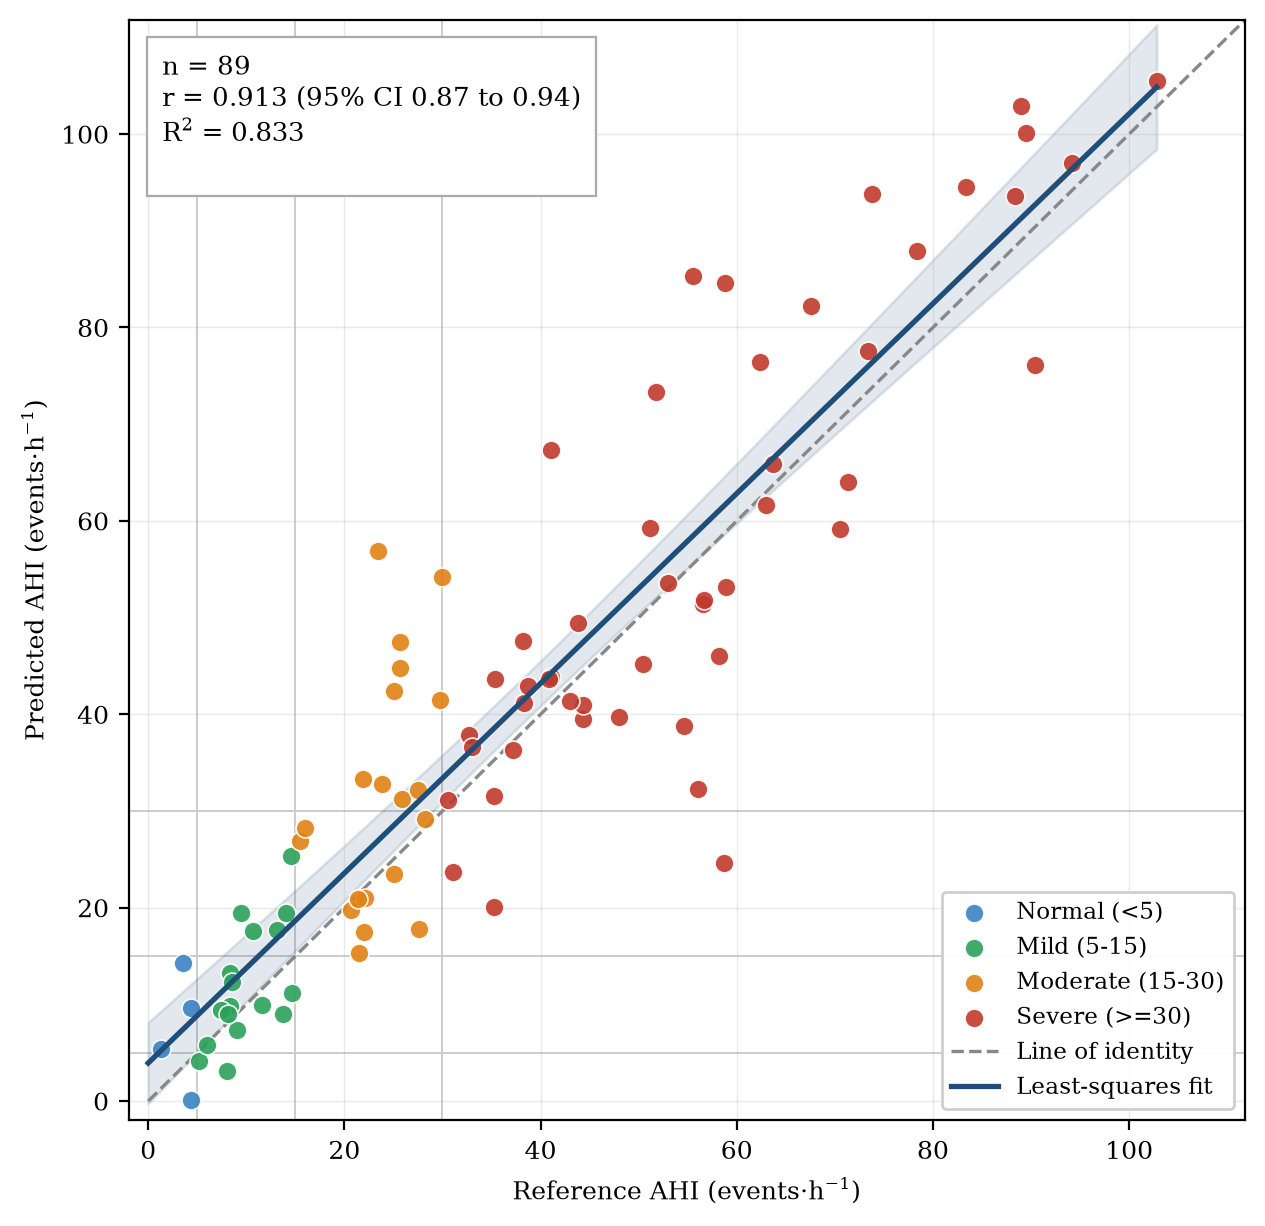 n = 89
r = 0.913 (95% CI 0.87 to 0.94)
R² = 0.833
100
80
60
40
20
0
Predicted AHI (events·h⁻¹)
Normal (<5)
Mild (5-15)
Moderate (15-30)
Severe (>=30)
Line of identity
Least-squares fit
0 20 40 60 80 100
Reference AHI (events·h⁻¹)